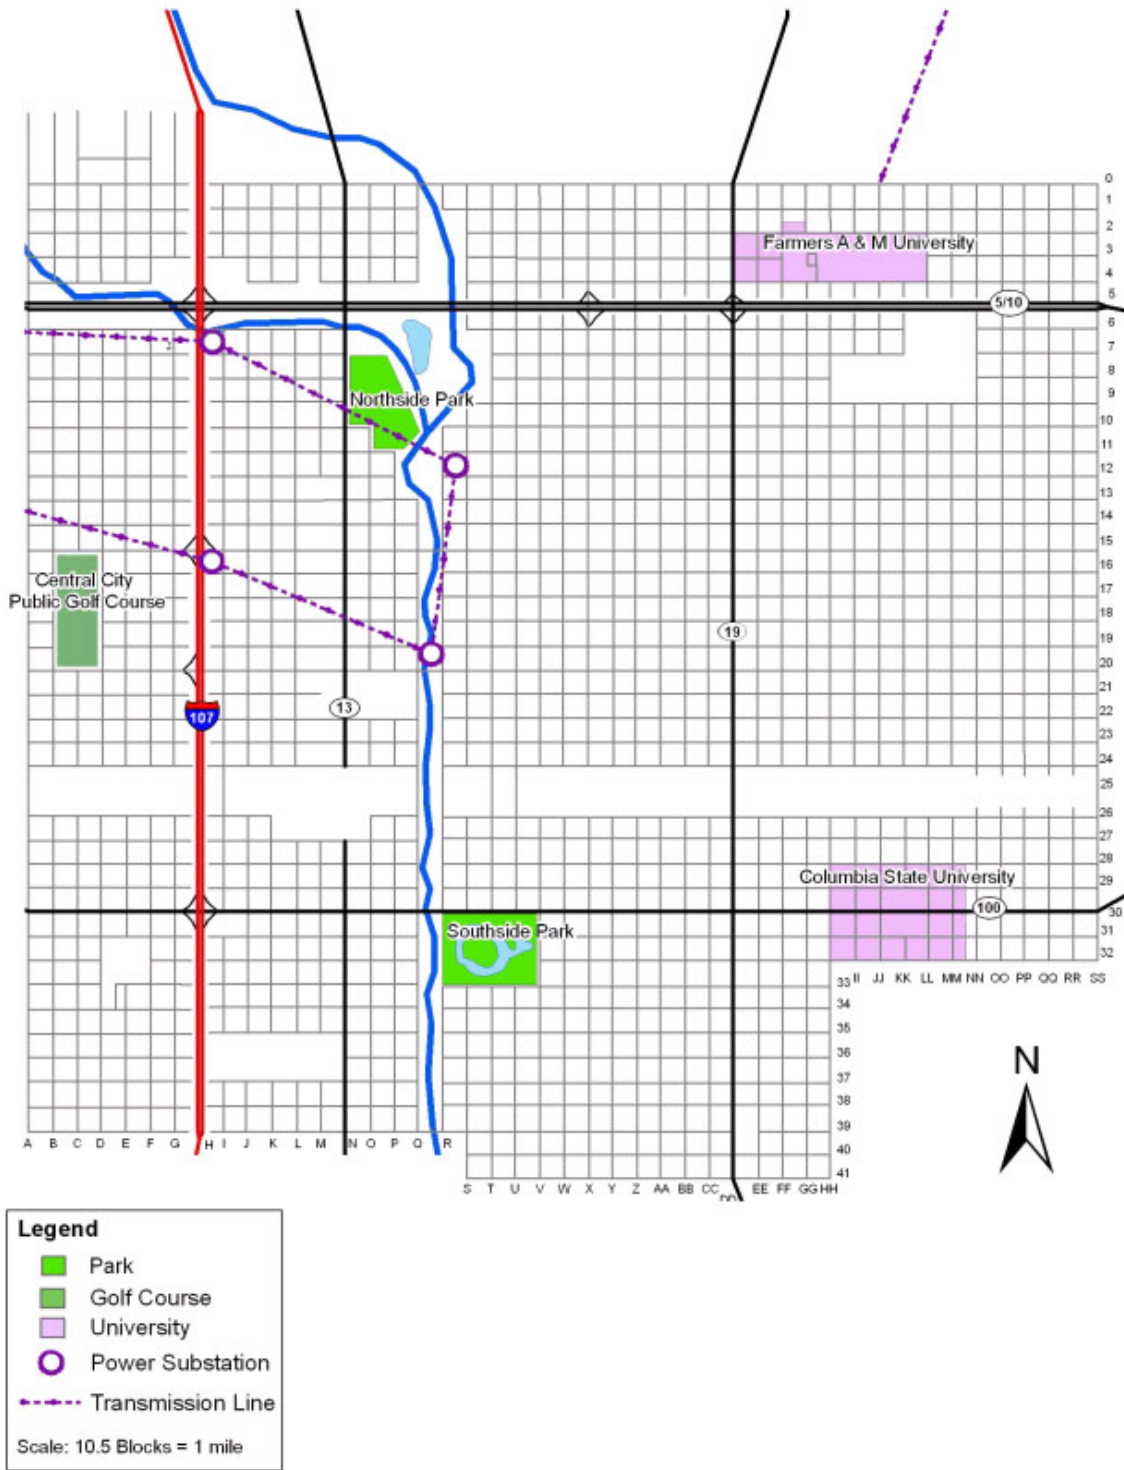 0
1
2
Farmers A & M University
3
4
5
5/10
6
7
8
Northside Park
9
10
11
12
13
15
16
Central City
Public Golf Course
17
18
19
19
20
21
13
22
107
23
24
25
26
27
28
Columbia State University
29
100
30
Southside Park
31
32
33 II JJ KK LL MM NN OO PP QQ RR SS
34
35
36
N
37
38
39
A B C D E F G H I J K L M N O P Q R
40
41
S T U V W X Y Z AA BB CC DD EE FF GG HH
Legend
Park
Golf Course
University
Power Substation
Transmission Line
Scale: 10.5 Blocks = 1 mile